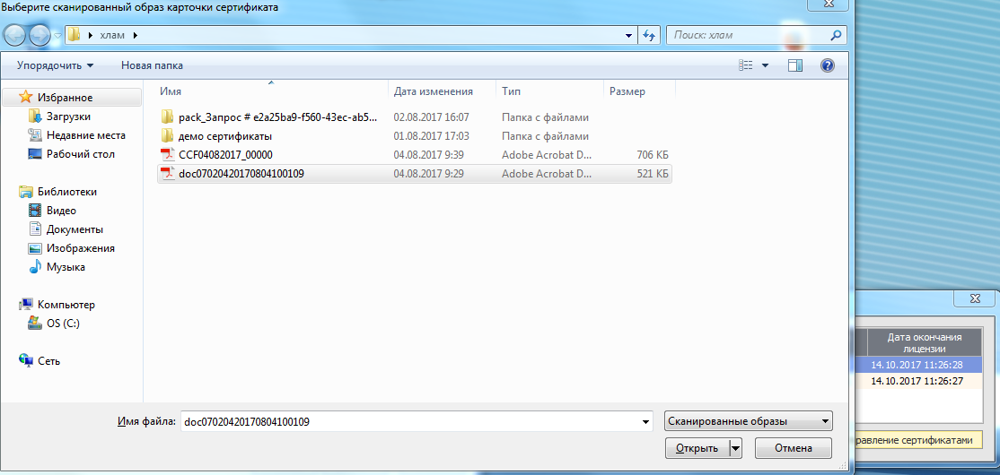 Выберите сканированный образ карточки сертификата
хлам
Поиск: хлам
Упорядочить Новая папка
Имя Дата изменения Тип Размер
Избранное
Загрузки
Недавние места
Рабочий стол
Библиотеки
Видео
Документы
Изображения
Музыка
Компьютер
OS (C:)
Сеть
pack_Запрос # e2a25ba9-f560-43ec-ab5... 02.08.2017 16:07 Папка с файлами
демо сертификаты 01.08.2017 17:03 Папка с файлами
CCF04082017_00000 04.08.2017 9:39 Adobe Acrobat D... 706 КБ
doc07020420170804100109 04.08.2017 9:29 Adobe Acrobat D... 521 КБ
Имя файла: doc07020420170804100109 Сканированные образы
Открыть Отмена
Дата окончания
лицензии
14.10.2017 11:26:28
14.10.2017 11:26:27
равление сертификатами